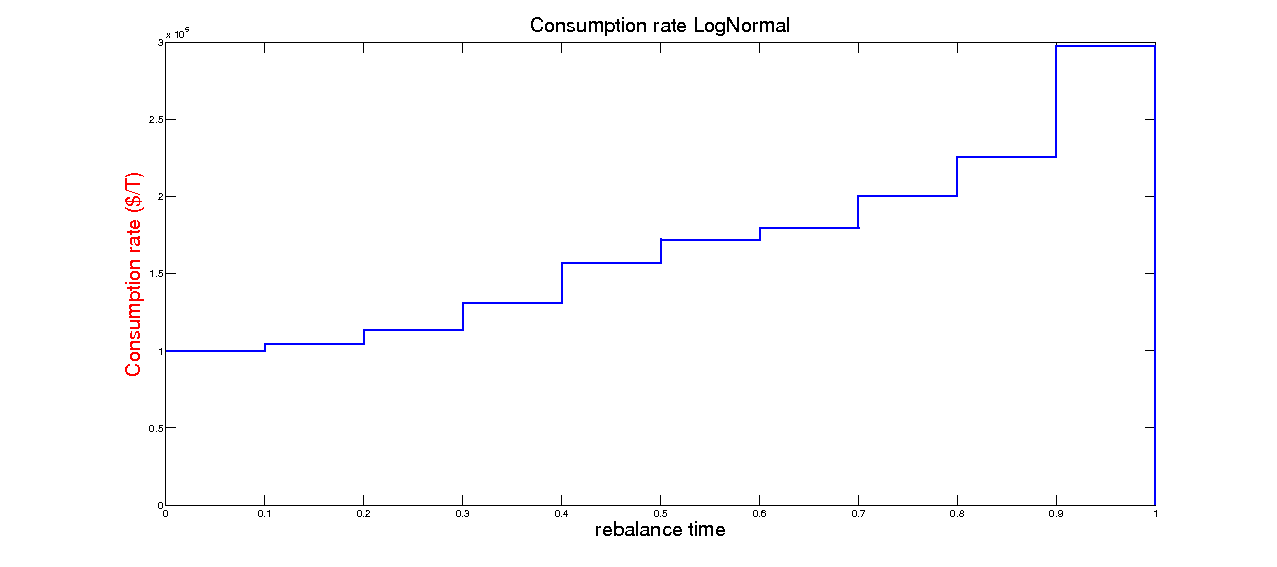 Consumption rate LogNormal
x 10^5
3
2.5
2
1.5
1
0.5
0
Consumption rate ($/T)
0 0.1 0.2 0.3 0.4 0.5 0.6 0.7 0.8 0.9 1
rebalance time